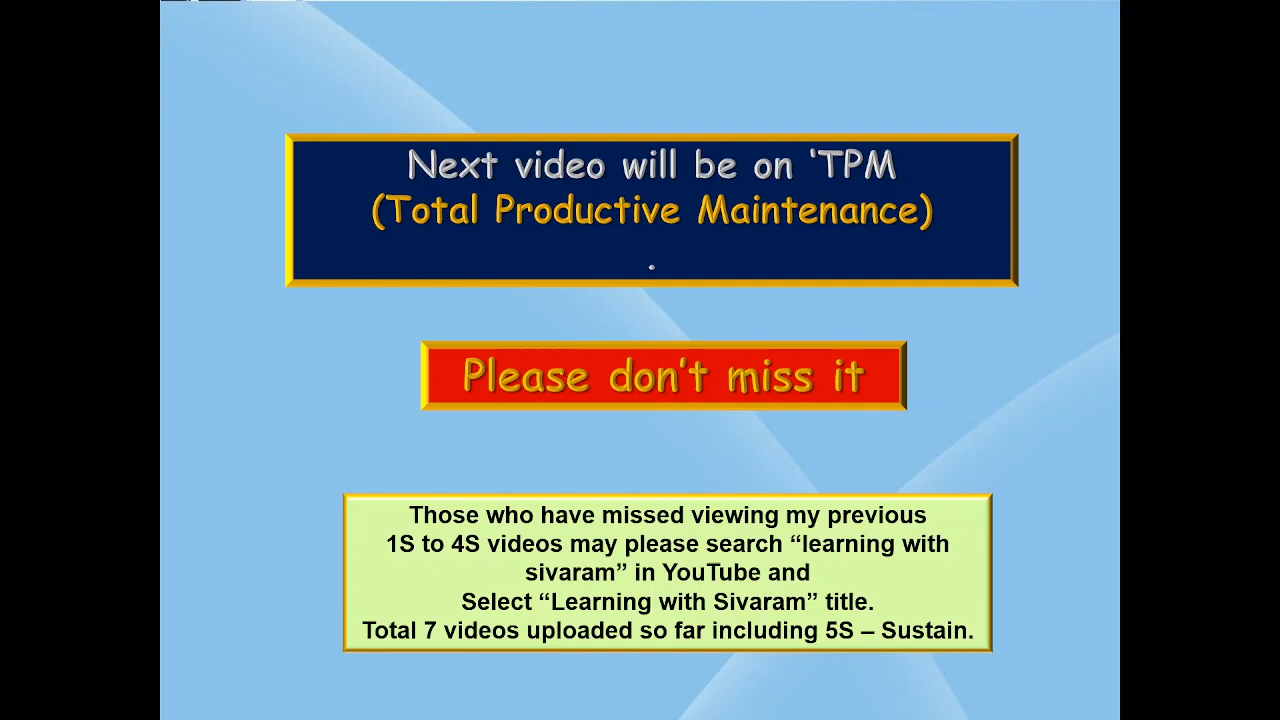 Next video will be on ‘TPM
(Total Productive Maintenance)
.
Please don’t miss it
Those who have missed viewing my previous
1S to 4S videos may please search “learning with
sivaram” in YouTube and
Select “Learning with Sivaram” title.
Total 7 videos uploaded so far including 5S – Sustain.